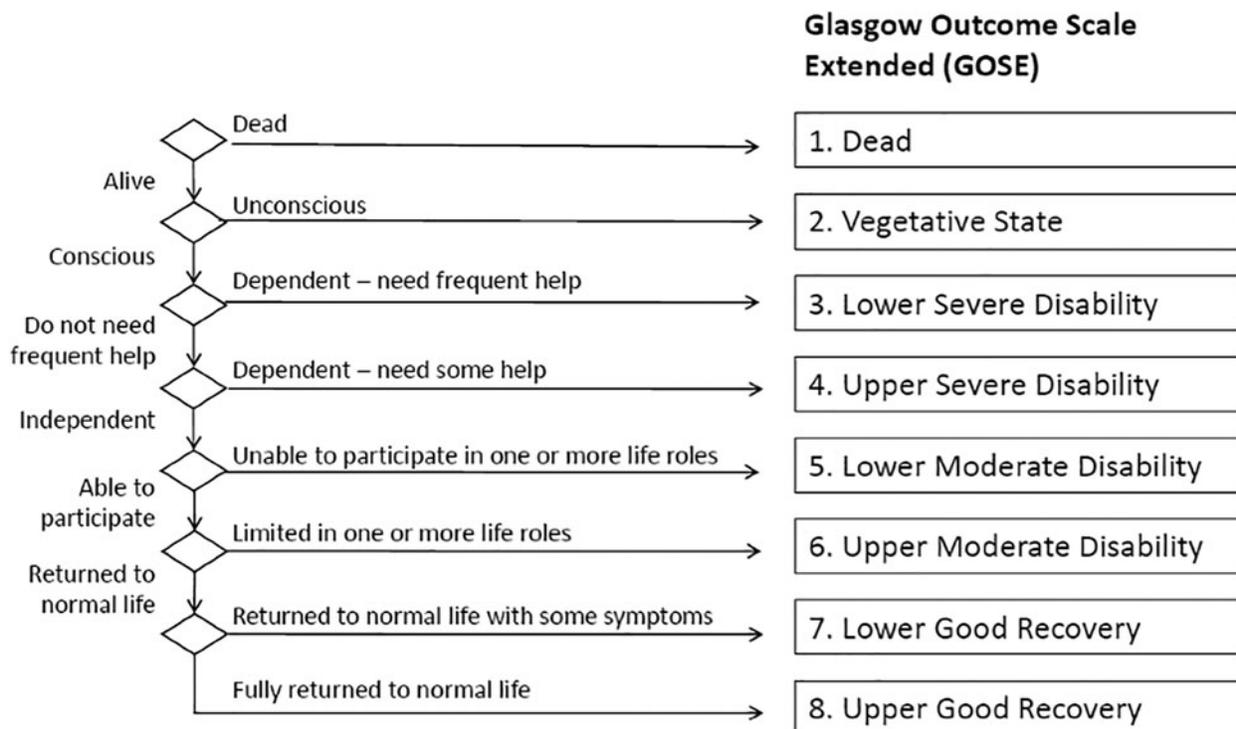 Glasgow Outcome Scale
Extended (GOSE)
Dead
1. Dead
Alive
Unconscious
2. Vegetative State
Conscious
Dependent – need frequent help
3. Lower Severe Disability
Do not need
frequent help
Dependent – need some help
4. Upper Severe Disability
Independent
Unable to participate in one or more life roles
5. Lower Moderate Disability
Able to
participate
Limited in one or more life roles
6. Upper Moderate Disability
Returned to
normal life
Returned to normal life with some symptoms
7. Lower Good Recovery
Fully returned to normal life
8. Upper Good Recovery